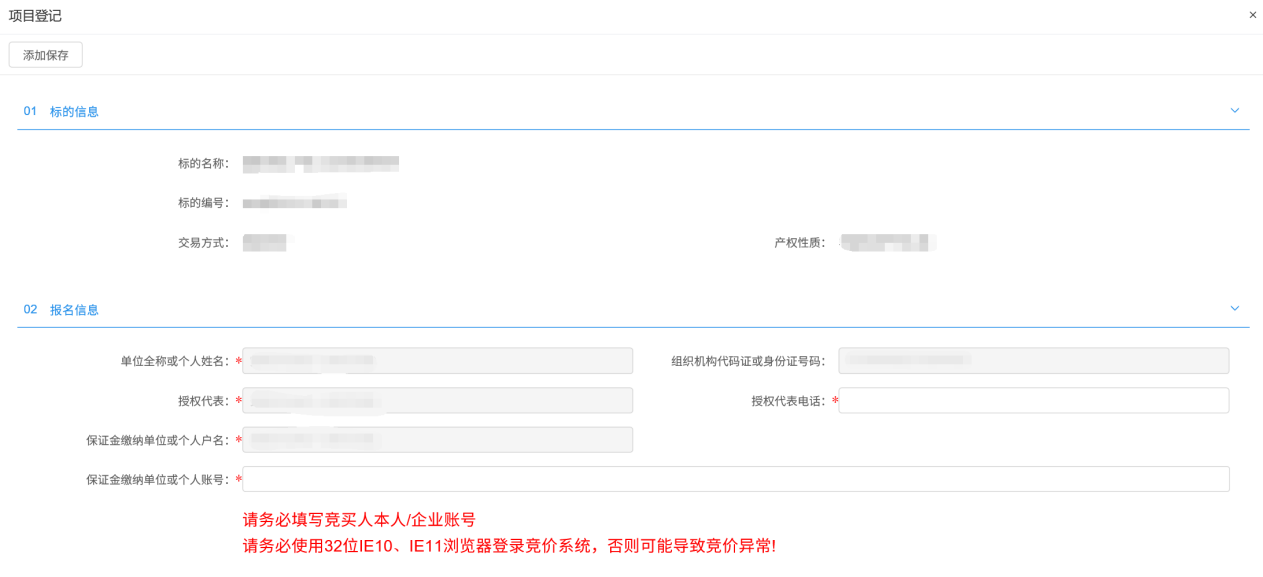 项目登记 ×
添加保存
01 标的信息
标的名称：
标的编号：
交易方式： 产权性质：
02 报名信息
单位全称或个人姓名：* 组织机构代码证或身份证号码：
授权代表：* 授权代表电话：*
保证金缴纳单位或个人户名：*
保证金缴纳单位或个人账号：*
请务必填写竞买人本人/企业账号
请务必使用32位IE10、IE11浏览器登录竞价系统，否则可能导致竞价异常!